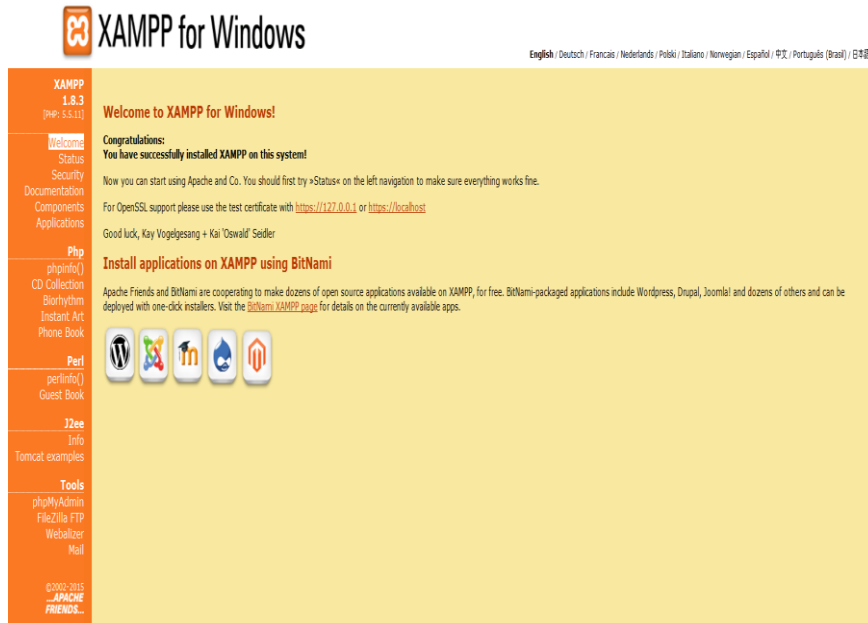 XAMPP for Windows
English / Deutsch / Francais / Nederlands / Polski / Italiano / Norwegian / Español / 中文 / Português (Brasil) / 日本語
XAMPP
1.8.3
[PHP: 5.5.11]
Welcome
Status
Security
Documentation
Components
Applications
Php
phpinfo()
CD Collection
Biorhythm
Instant Art
Phone Book
Perl
perlinfo()
Guest Book
J2ee
Info
Tomcat examples
Tools
phpMyAdmin
FileZilla FTP
Webalizer
Mail
©2002-2015
...APACHE
FRIENDS...
Welcome to XAMPP for Windows!
Congratulations:
You have successfully installed XAMPP on this system!
Now you can start using Apache and Co. You should first try »Status« on the left navigation to make sure everything works fine.
For OpenSSL support please use the test certificate with https://127.0.0.1 or https://localhost
Good luck, Kay Vogelgesang + Kai 'Oswald' Seidler
Install applications on XAMPP using BitNami
Apache Friends and BitNami are cooperating to make dozens of open source applications available on XAMPP, for free. BitNami-packaged applications include Wordpress, Drupal, Joomla! and dozens of others and can be
deployed with one-click installers. Visit the BitNami XAMPP page for details on the currently available apps.